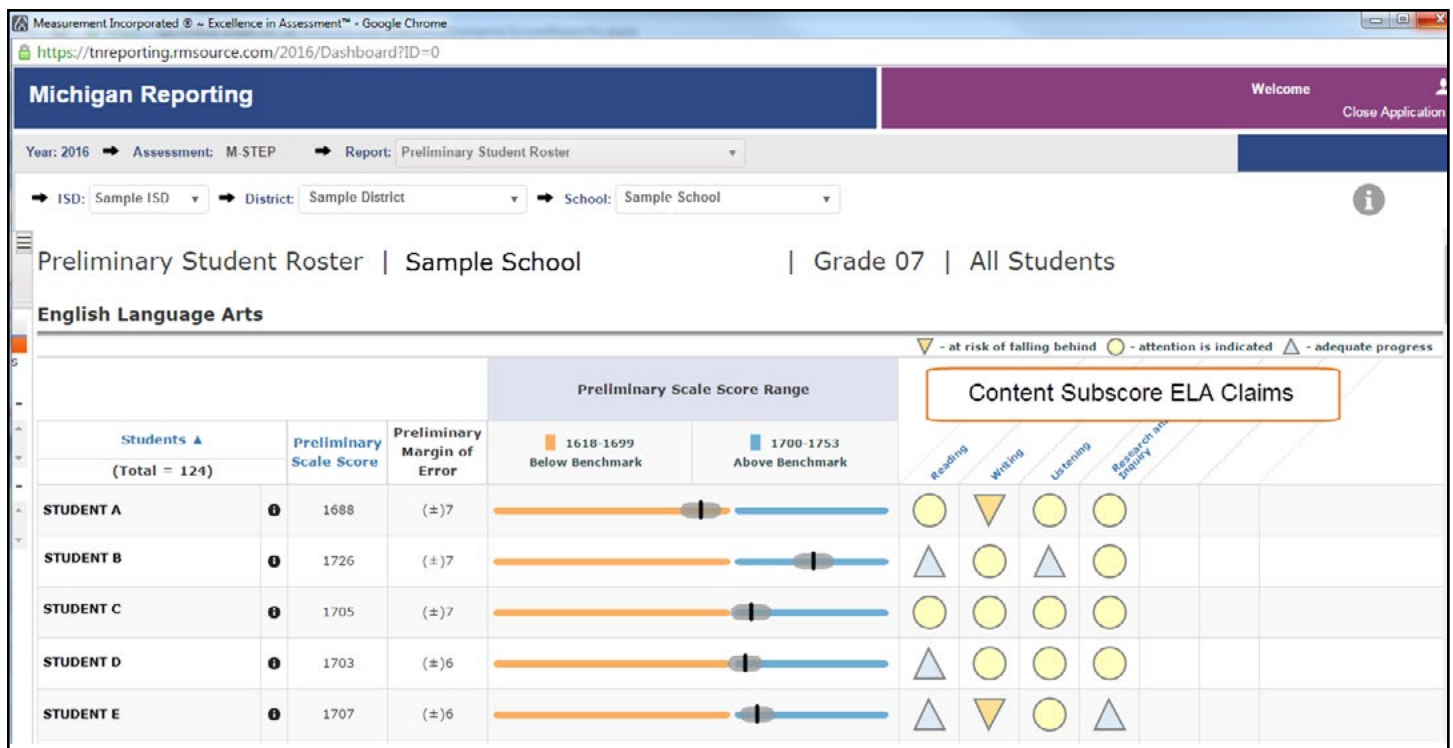 Measurement Incorporated ® ~ Excellence in Assessment™ - Google Chrome
https://tnreporting.rmsource.com/2016/Dashboard?ID=0
Michigan Reporting
Welcome
Close Application
Year: 2016 ➡ Assessment: M-STEP ➡ Report: Preliminary Student Roster
➡ ISD: Sample ISD ➡ District: Sample District ➡ School: Sample School
Preliminary Student Roster | Sample School | Grade 07 | All Students
English Language Arts
- at risk of falling behind - attention is indicated - adequate progress
Preliminary Scale Score Range
Content Subscore ELA Claims
Students ▲
(Total = 124)
Preliminary
Scale Score
Preliminary
Margin of
Error
1618-1699
Below Benchmark
1700-1753
Above Benchmark
Reading
Writing
Listening
Research and
Inquiry
STUDENT A 1688 (±)7
STUDENT B 1726 (±)7
STUDENT C 1705 (±)7
STUDENT D 1703 (±)6
STUDENT E 1707 (±)6